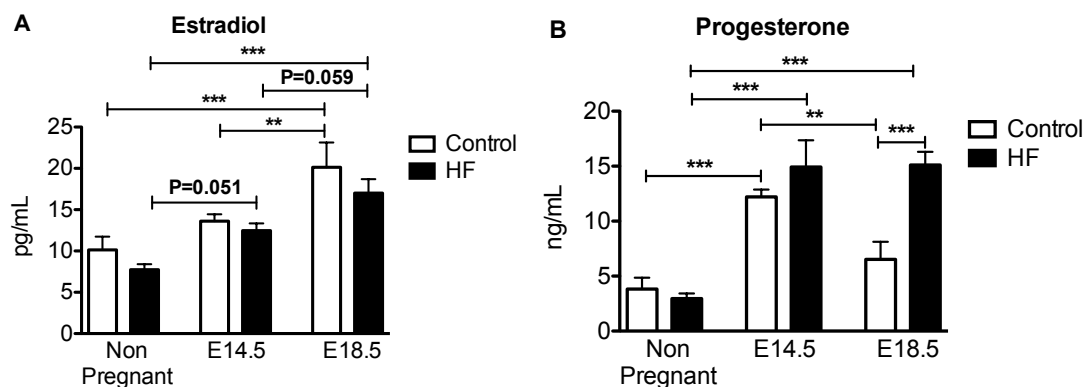 A
Estradiol
***
P=0.059
***
**
P=0.051
25
20
15
10
5
0
pg/mL
Non
Pregnant
E14.5
E18.5
Control
HF
B
Progesterone
***
***
**
***
***
20
15
10
5
0
ng/mL
Non
Pregnant
E14.5
E18.5
Control
HF